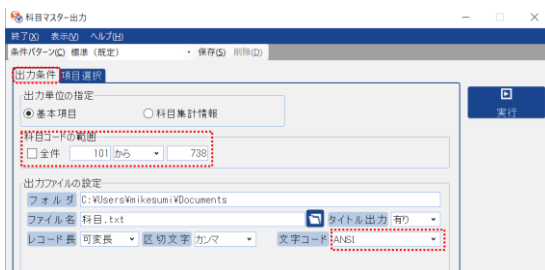 科目マスター出力
終了(X) 表示(V) ヘルプ(H)
条件パターン(C) 標準（既定） 保存(S) 削除(D)
出力条件 項目選択
出力単位の指定
基本項目 科目集計情報
実行
科目コードの範囲
全件 101 から 738
出力ファイルの設定
フォルダ C:¥Users¥mikesumi¥Documents
ファイル名 科目.txt タイトル出力 有り
レコード長 可変長 区切文字 カンマ 文字コード ANSI